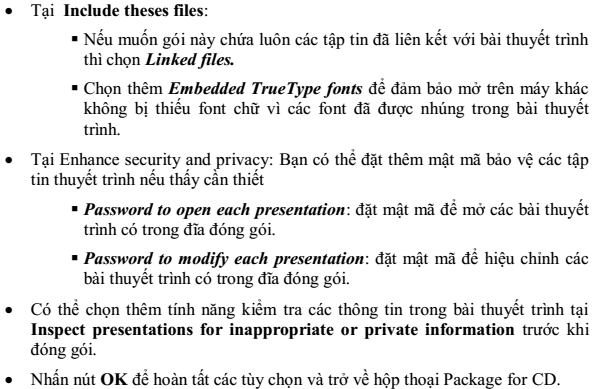 • Tại Include theses files:
▪ Nếu muốn gói này chứa luôn các tập tin đã liên kết với bài thuyết trình
thì chọn Linked files.
▪ Chọn thêm Embedded TrueType fonts để đảm bảo mở trên máy khác
không bị thiếu font chữ vì các font đã được nhúng trong bài thuyết
trình.
• Tại Enhance security and privacy: Bạn có thể đặt thêm mật mã bảo vệ các tập
tin thuyết trình nếu thấy cần thiết
▪ Password to open each presentation: đặt mật mã để mở các bài thuyết
trình có trong đĩa đóng gói.
▪ Password to modify each presentation: đặt mật mã để hiệu chỉnh các
bài thuyết trình có trong đĩa đóng gói.
• Có thể chọn thêm tính năng kiểm tra các thông tin trong bài thuyết trình tại
Inspect presentations for inappropriate or private information trước khi
đóng gói.
• Nhấn nút OK để hoàn tất các tùy chọn và trở về hộp thoại Package for CD.